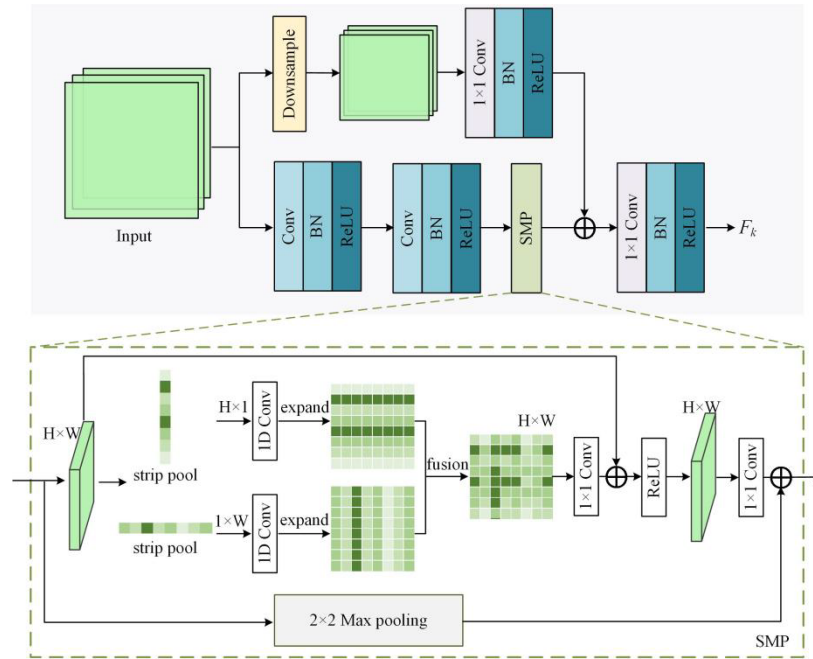 Input
Downsample
1×1 Conv
BN
ReLU
Conv
BN
ReLU
Conv
BN
ReLU
SMP
1×1 Conv
BN
ReLU
F_k
H×W
strip pool
H×1
1D Conv
expand
strip pool
1×W
1D Conv
expand
fusion
H×W
1×1 Conv
ReLU
H×W
1×1 Conv
2×2 Max pooling
SMP